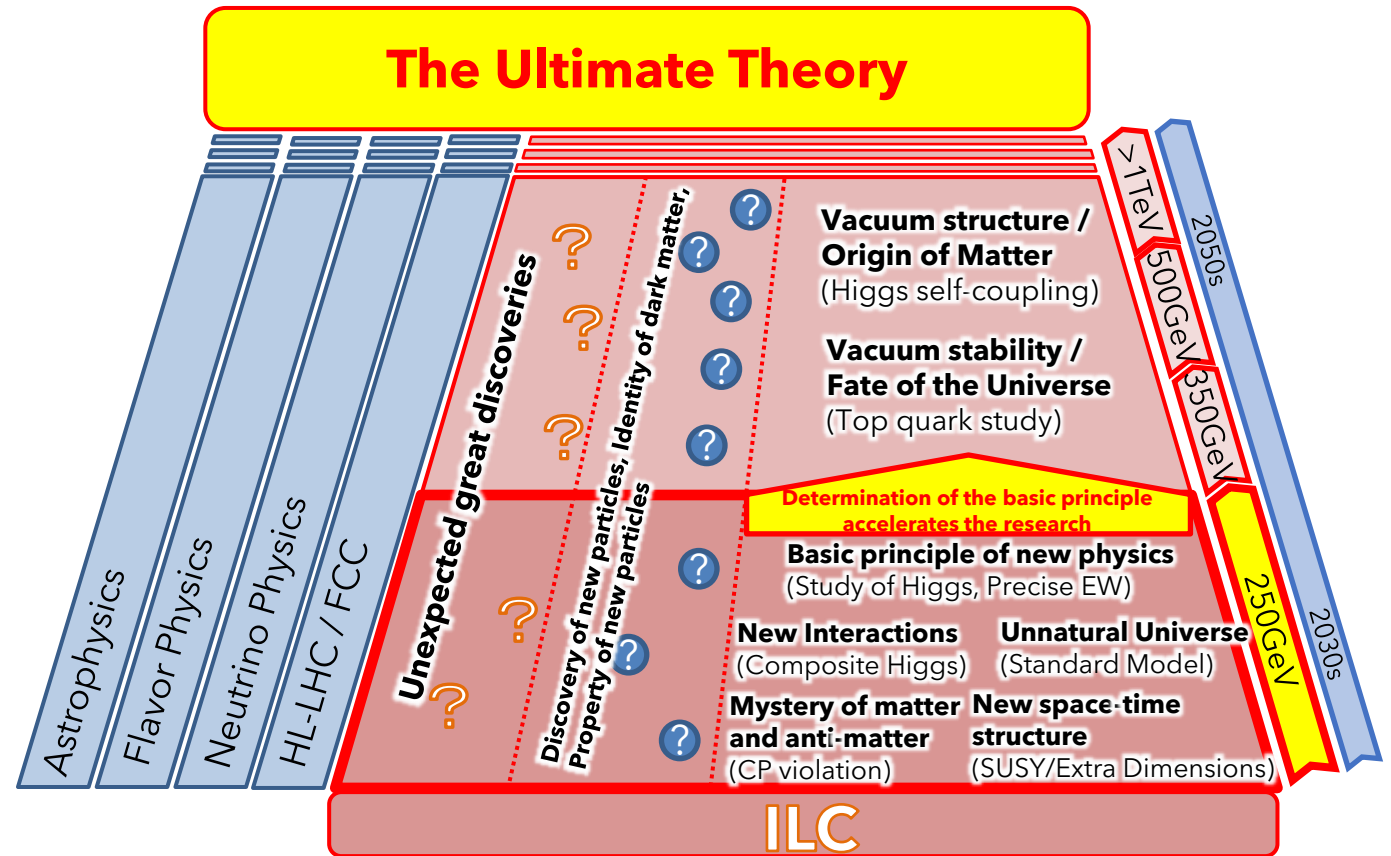 The Ultimate Theory
Astrophysics
Flavor Physics
Neutrino Physics
HL-LHC / FCC
Unexpected great discoveries
?
?
?
?
?
Discovery of new particles, Identity of dark matter,
Property of new particles
?
?
?
?
?
?
?
?
Vacuum structure /
Origin of Matter
(Higgs self-coupling)
Vacuum stability /
Fate of the Universe
(Top quark study)
Determination of the basic principle
accelerates the research
Basic principle of new physics
(Study of Higgs, Precise EW)
New Interactions
(Composite Higgs)
Unnatural Universe
(Standard Model)
Mystery of matter
and anti-matter
(CP violation)
New space-time
structure
(SUSY/Extra Dimensions)
>1TeV
500GeV
350GeV
250GeV
2050s
2030s
ILC